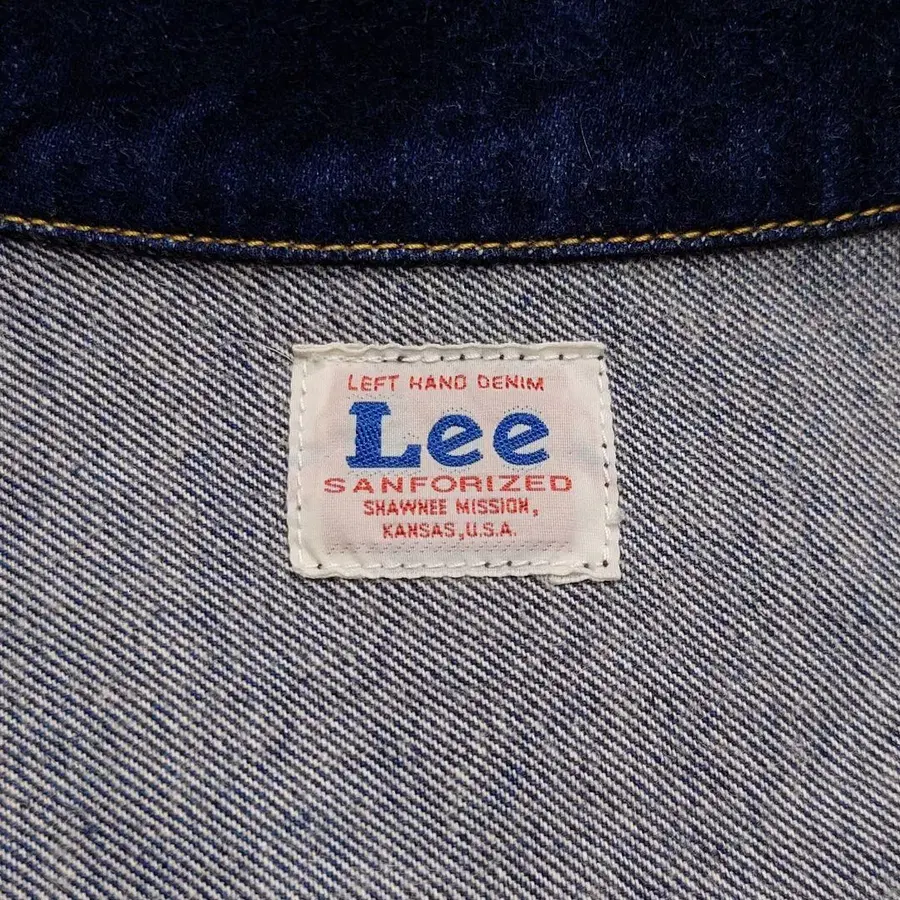 LEFT HAND DENIM
Lee
SANFORIZED
SHAWNEE MISSION,
KANSAS,U.S.A.